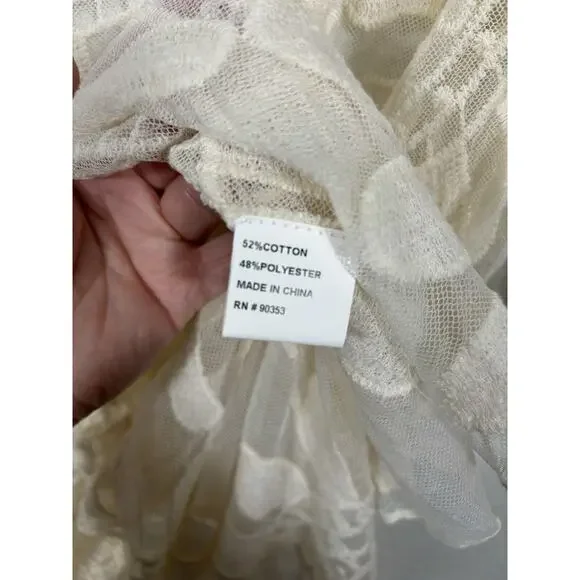 52%COTTON
48%POLYESTER
MADE IN CHINA
RN # 90353